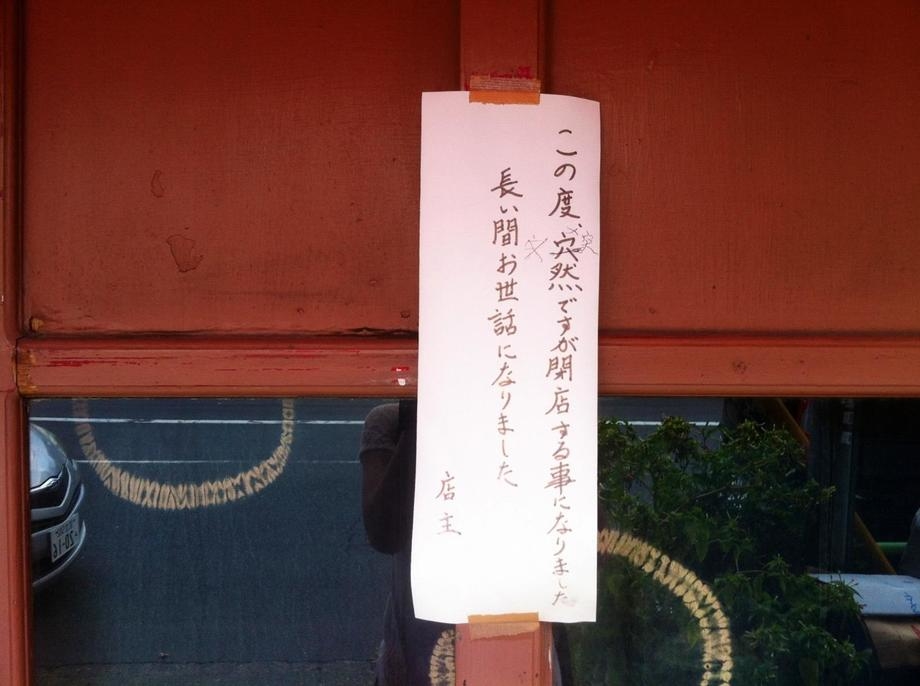 この度、突然ですが閉店する事になりました
長い間お世話になりました
店主